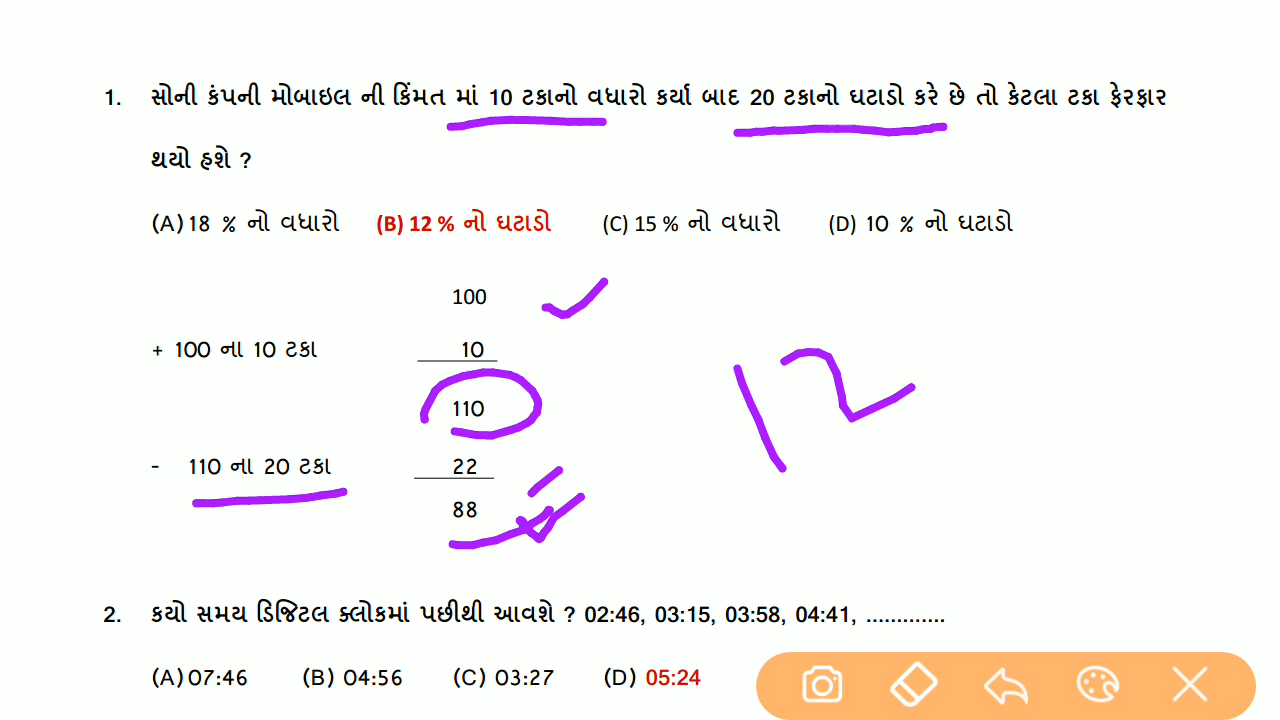 1. સોની કંપની મોબાઇલ ની કિંમત માં 10 ટકાનો વધારો કર્યા બાદ 20 ટકાનો ઘટાડો કરે છે તો કેટલા ટકા ફેરફાર
થયો હશે ?
(A) 18 % નો વધારો (B) 12 % નો ઘટાડો (C) 15 % નો વધારો (D) 10 % નો ઘટાડો
100
+ 100 ના 10 ટકા 10
110
12
- 110 ના 20 ટકા 22
88
2. કયો સમય ડિજિટલ ક્લોકમાં પછીથી આવશે ? 02:46, 03:15, 03:58, 04:41, .............
(A) 07:46 (B) 04:56 (C) 03:27 (D) 05:24